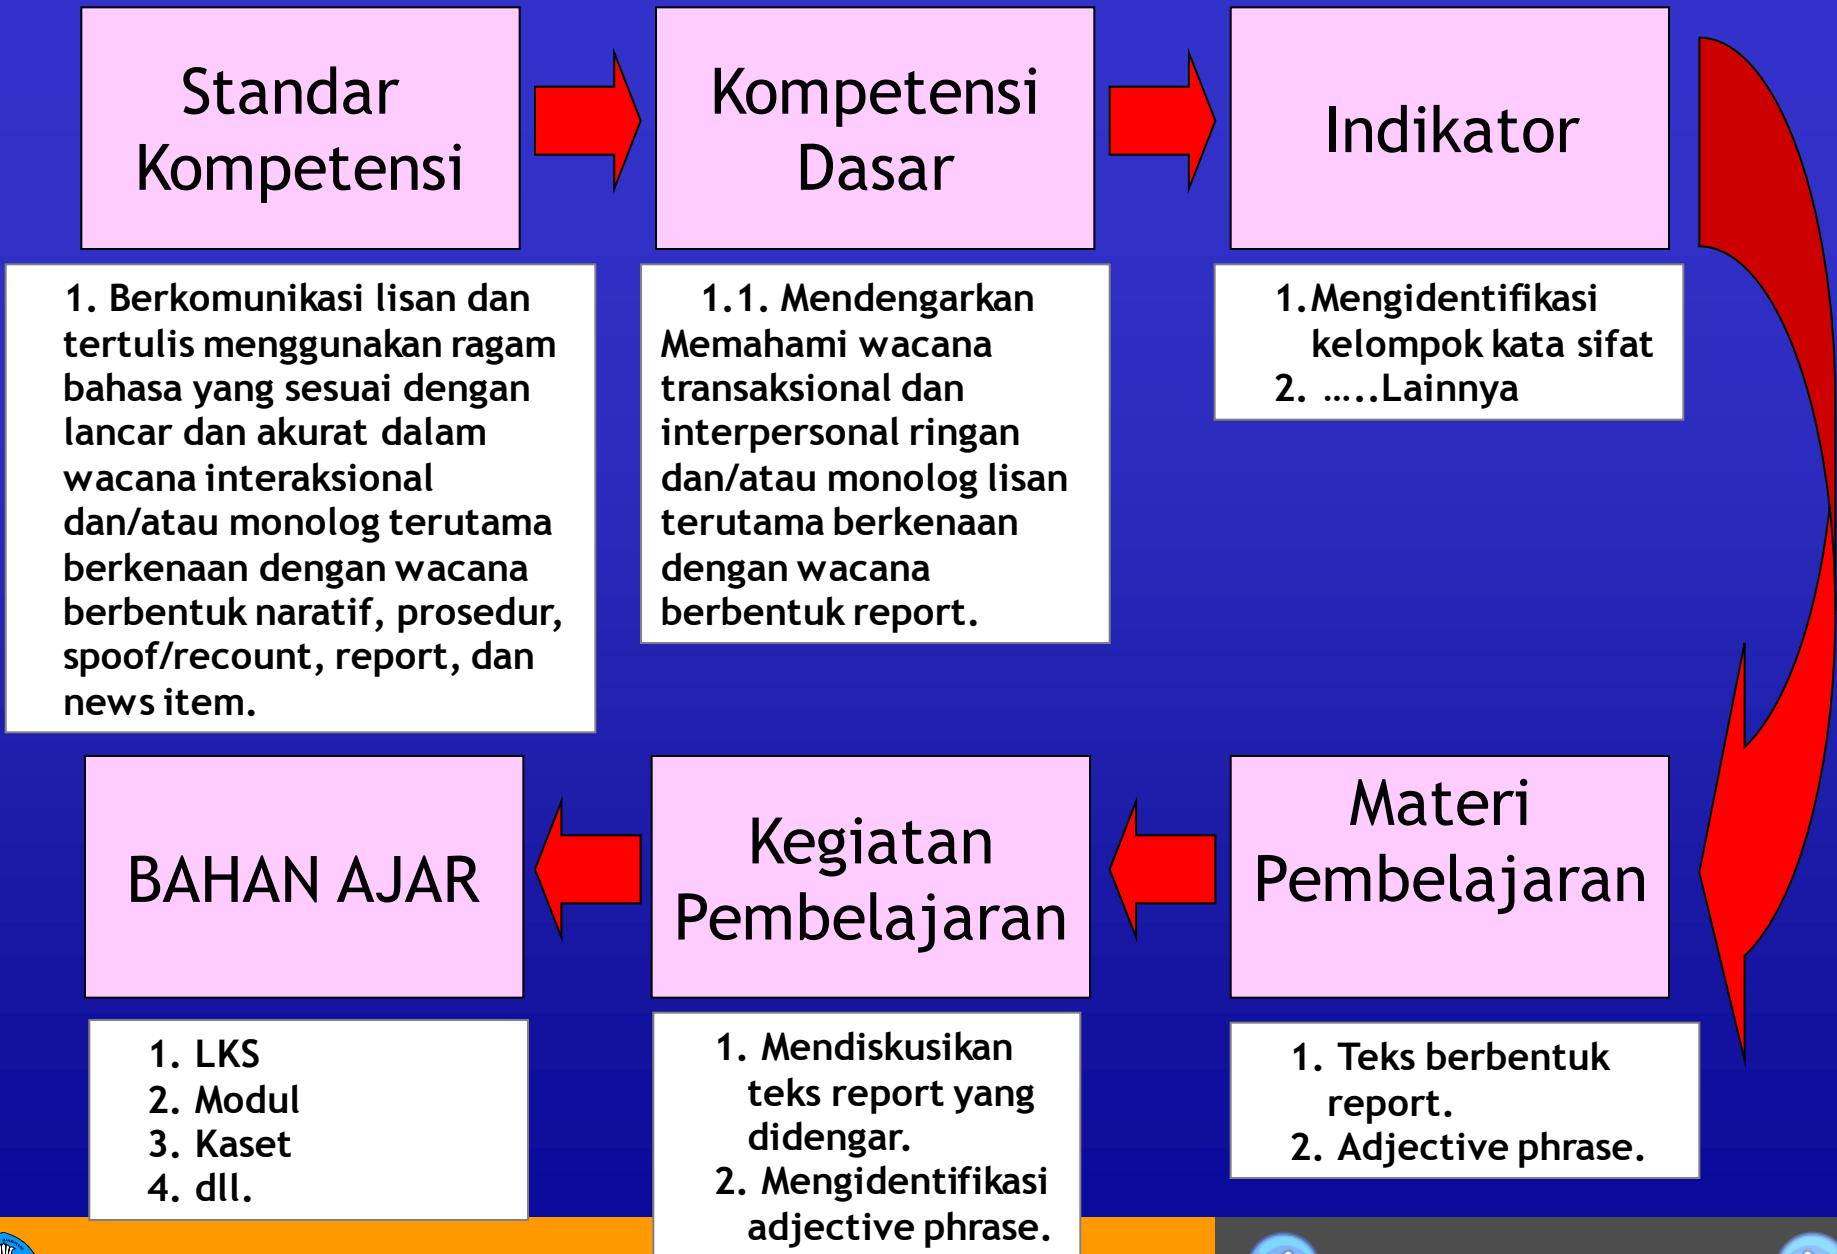 Standar
Kompetensi
Kompetensi
Dasar
Indikator
1. Berkomunikasi lisan dan
tertulis menggunakan ragam
bahasa yang sesuai dengan
lancar dan akurat dalam
wacana interaksional
dan/atau monolog terutama
berkenaan dengan wacana
berbentuk naratif, prosedur,
spoof/recount, report, dan
news item.
1.1. Mendengarkan
Memahami wacana
transaksional dan
interpersonal ringan
dan/atau monolog lisan
terutama berkenaan
dengan wacana
berbentuk report.
1.Mengidentifikasi
kelompok kata sifat
2. …..Lainnya
BAHAN AJAR
Kegiatan
Pembelajaran
Materi
Pembelajaran
1. LKS
2. Modul
3. Kaset
4. dll.
1. Mendiskusikan
teks report yang
didengar.
2. Mengidentifikasi
adjective phrase.
1. Teks berbentuk
report.
2. Adjective phrase.